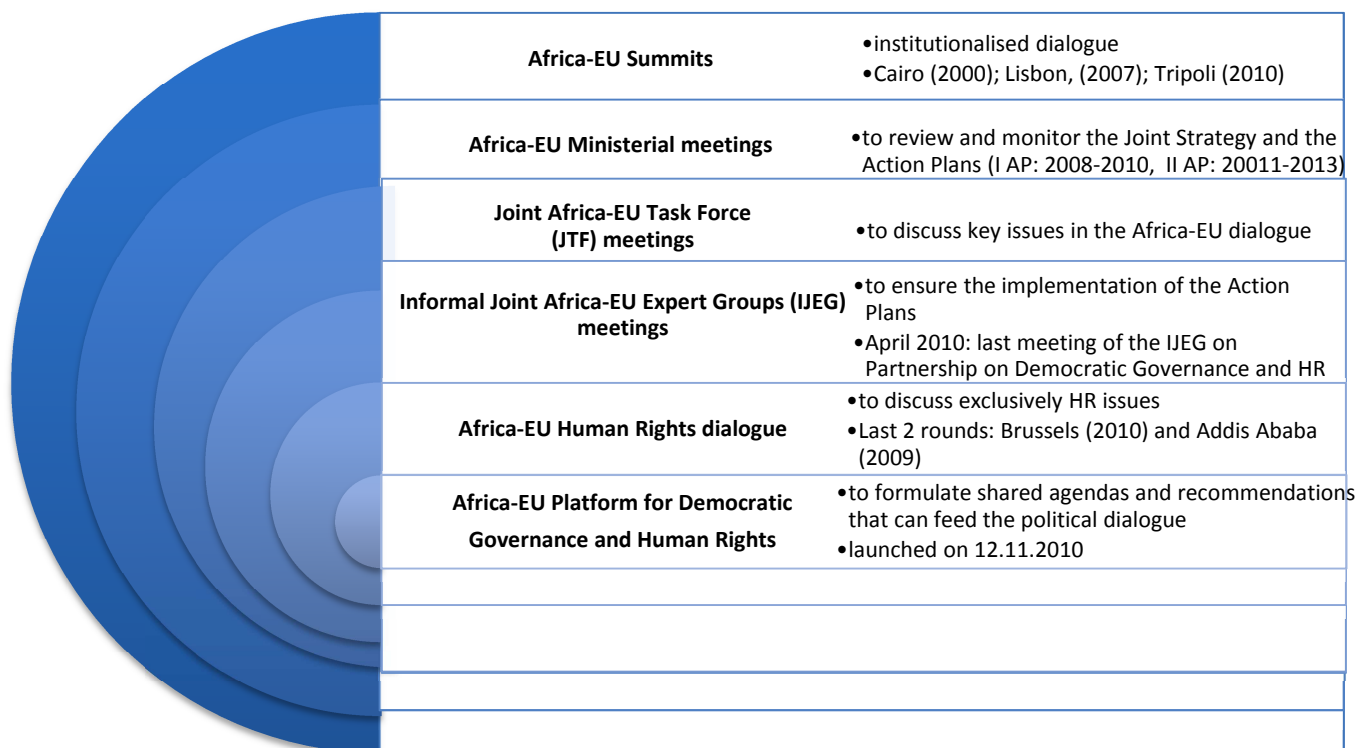 Africa-EU Summits
•institutionalised dialogue
•Cairo (2000); Lisbon, (2007); Tripoli (2010)
Africa-EU Ministerial meetings
•to review and monitor the Joint Strategy and the
Action Plans (I AP: 2008-2010, II AP: 20011-2013)
Joint Africa-EU Task Force
(JTF) meetings
•to discuss key issues in the Africa-EU dialogue
Informal Joint Africa-EU Expert Groups (IJEG)
meetings
•to ensure the implementation of the Action
Plans
•April 2010: last meeting of the IJEG on
Partnership on Democratic Governance and HR
Africa-EU Human Rights dialogue
•to discuss exclusively HR issues
•Last 2 rounds: Brussels (2010) and Addis Ababa
(2009)
Africa-EU Platform for Democratic
Governance and Human Rights
•to formulate shared agendas and recommendations
that can feed the political dialogue
•launched on 12.11.2010